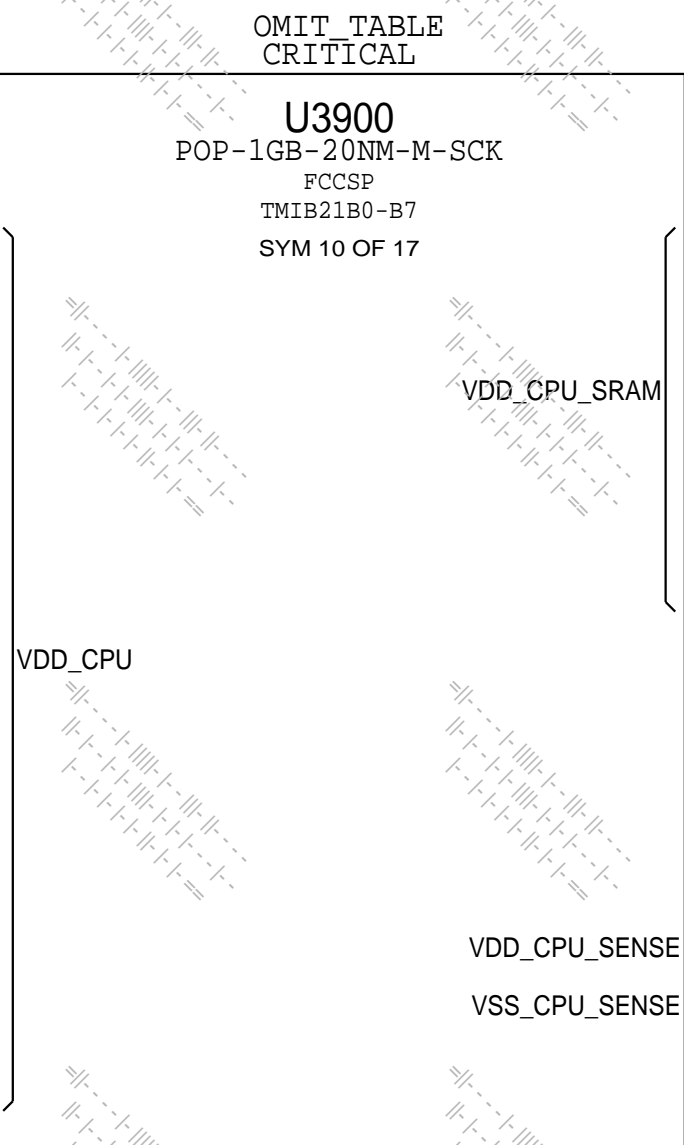 OMIT_TABLE
CRITICAL
U3900
POP-1GB-20NM-M-SCK
FCCSP
TMIB21B0-B7
SYM 10 OF 17
VDD_CPU_SRAM
VDD_CPU
VDD_CPU_SENSE
VSS_CPU_SENSE